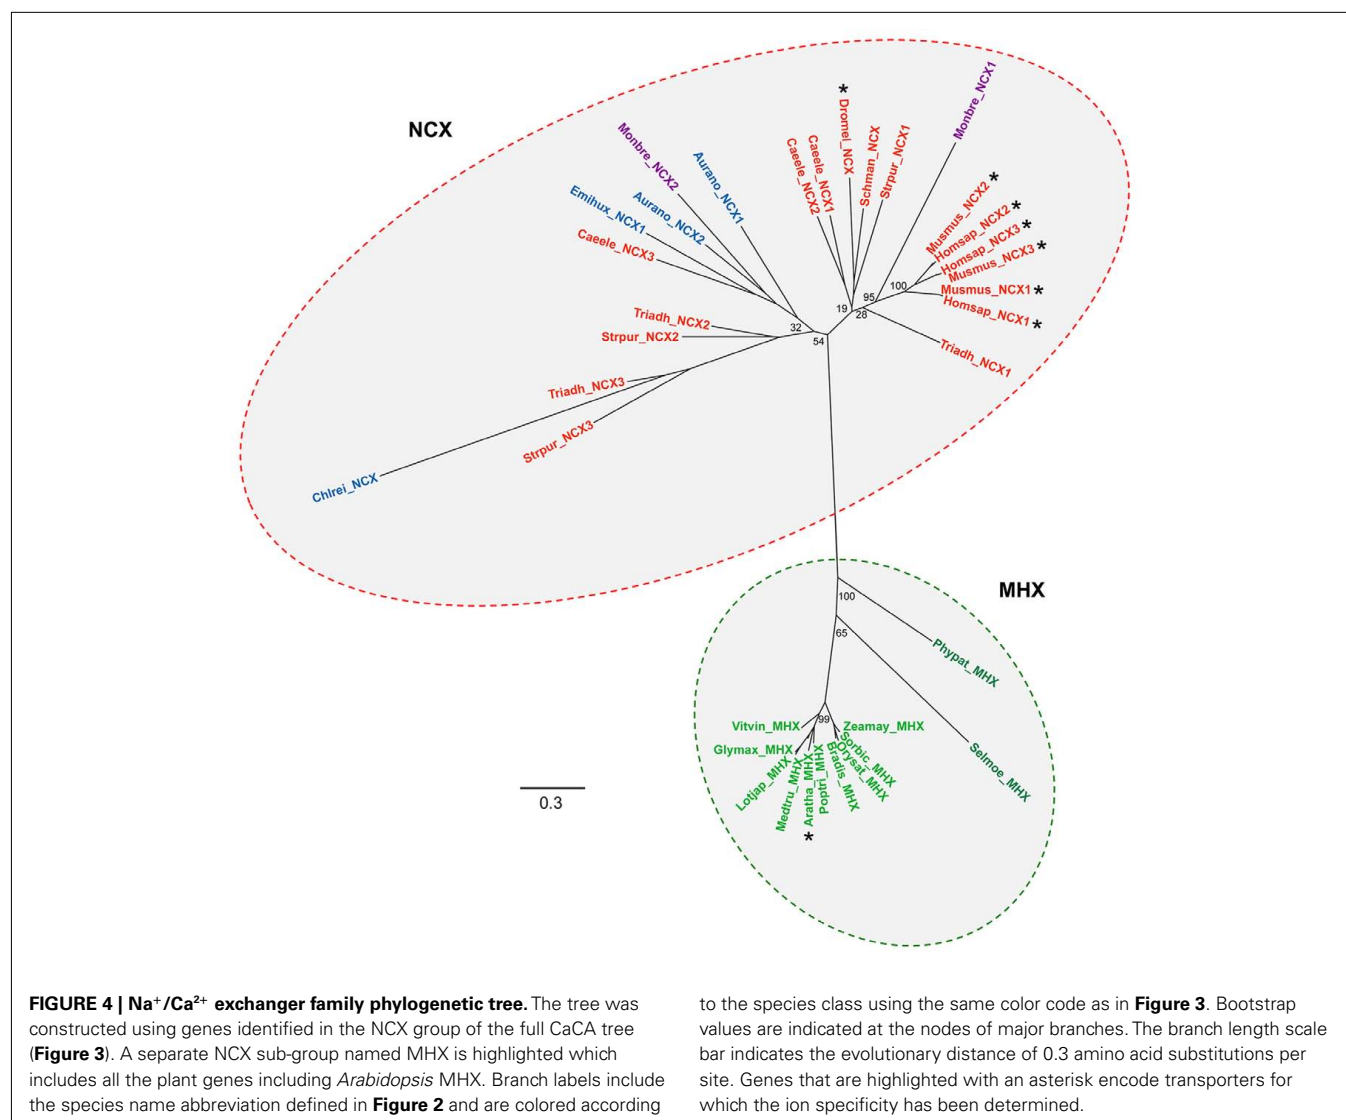 NCX
Monbre_NCX1
*
Dromel_NCX
Caeele_NCX1
Caeele_NCX2
Schman_NCX
Strpur_NCX1
Monbre_NCX2
Aurano_NCX1
Emihux_NCX1
Aurano_NCX2
Caeele_NCX3
Musmus_NCX2 *
Homsap_NCX2 *
Homsap_NCX3 *
Musmus_NCX3 *
Musmus_NCX1 *
Homsap_NCX1 *
Triadh_NCX1
100
95
19
28
32
54
Triadh_NCX2
Strpur_NCX2
Triadh_NCX3
Strpur_NCX3
Chlrei_NCX
MHX
100
65
Phypat_MHX
Selmoe_MHX
99
Vitvin_MHX
Zeamay_MHX
Glymax_MHX
Sorbic_MHX
Orysat_MHX
Bradis_MHX
Lotjap_MHX
Medtru_MHX
Aratha_MHX
Poptri_MHX
*
0.3
FIGURE 4 | Na⁺/Ca²⁺ exchanger family phylogenetic tree. The tree was
constructed using genes identified in the NCX group of the full CaCA tree
(Figure 3). A separate NCX sub-group named MHX is highlighted which
includes all the plant genes including Arabidopsis MHX. Branch labels include
the species name abbreviation defined in Figure 2 and are colored according
to the species class using the same color code as in Figure 3. Bootstrap
values are indicated at the nodes of major branches. The branch length scale
bar indicates the evolutionary distance of 0.3 amino acid substitutions per
site. Genes that are highlighted with an asterisk encode transporters for
which the ion specificity has been determined.